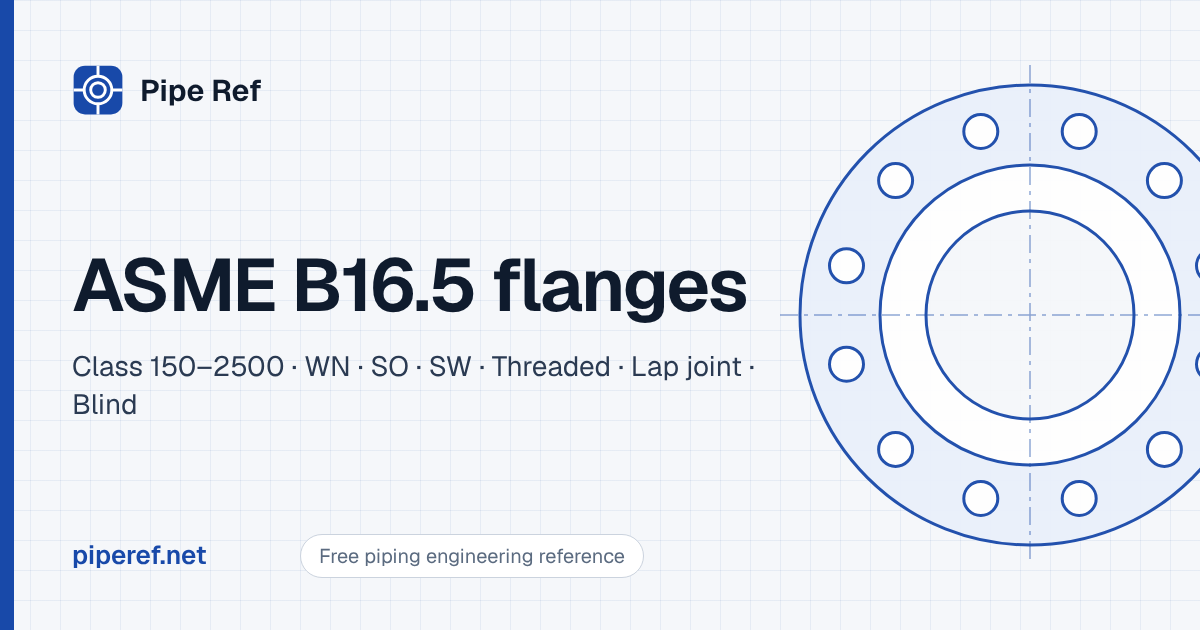 Pipe Ref
ASME B16.5 flanges
Class 150–2500 · WN · SO · SW · Threaded · Lap joint ·
Blind
piperef.net
Free piping engineering reference